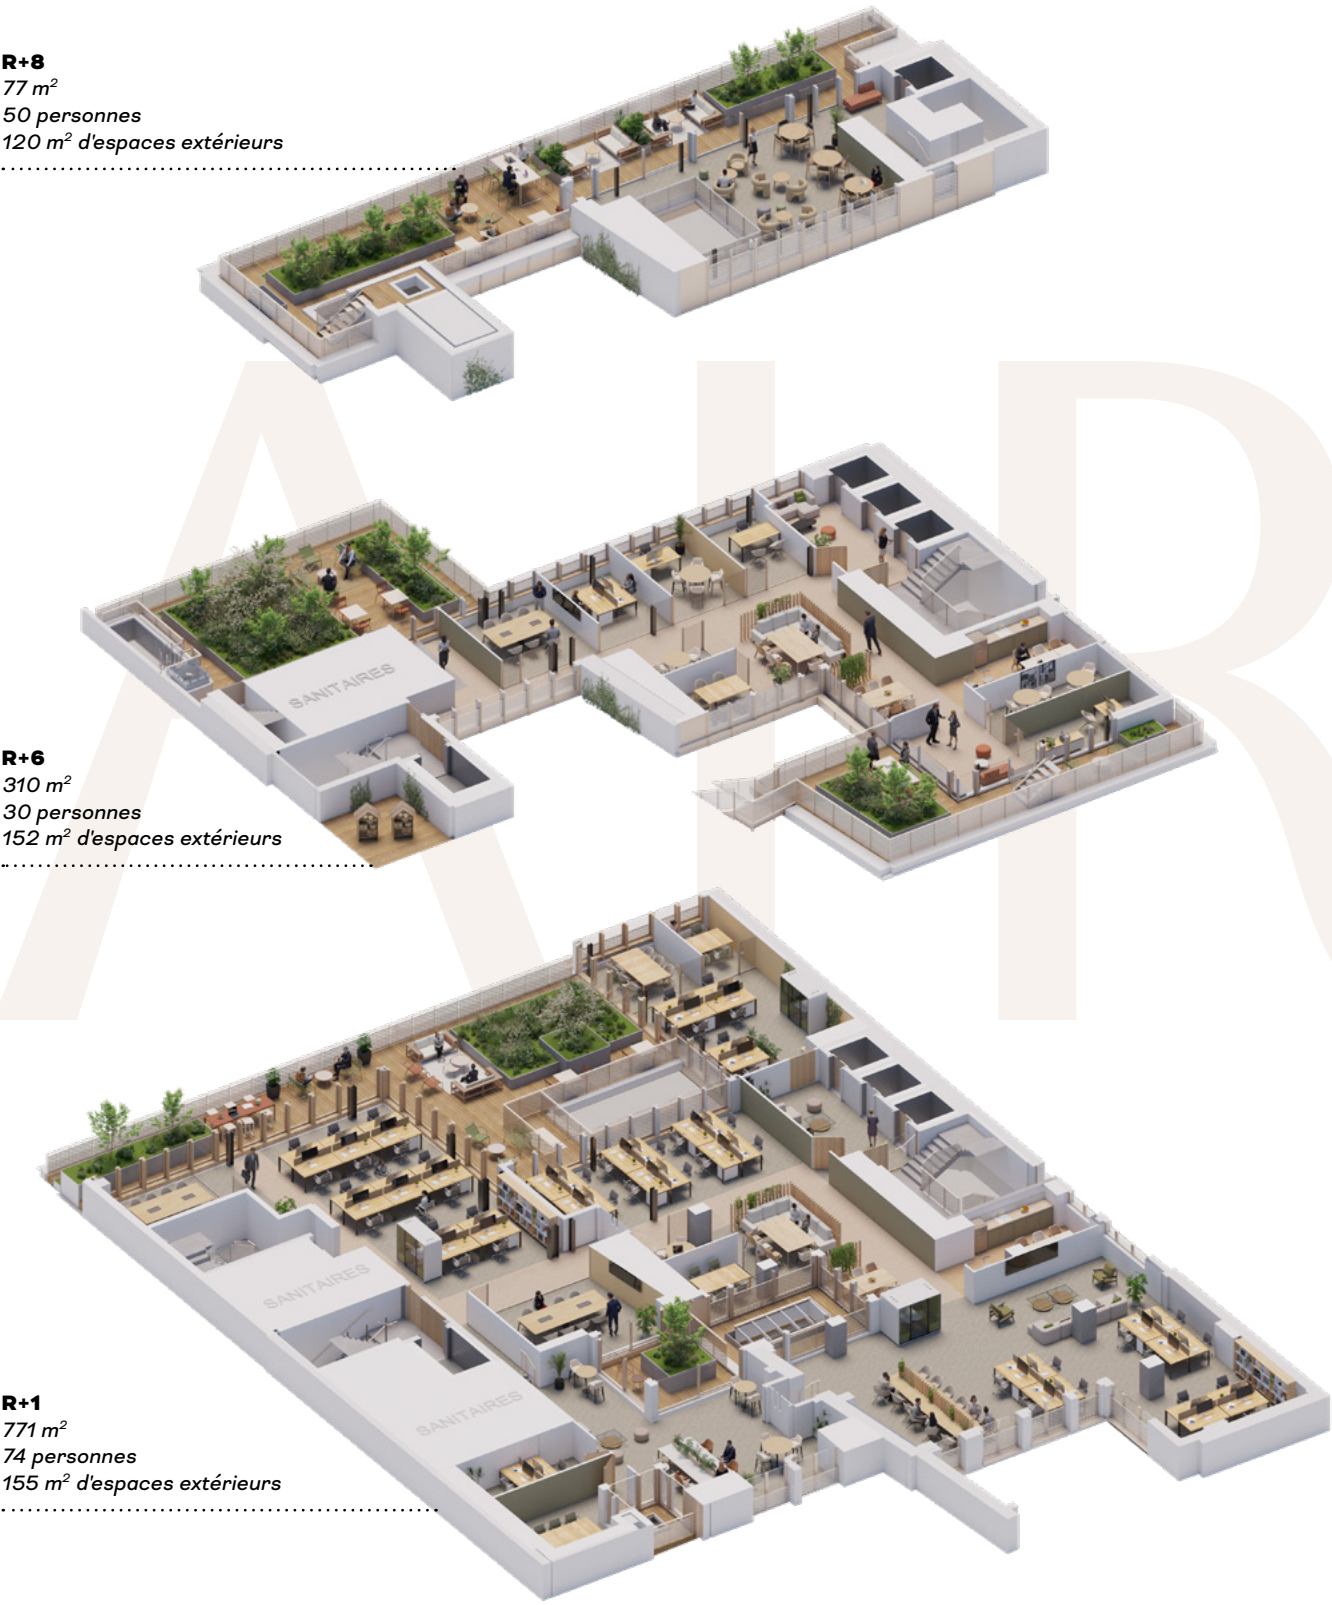 R+8
77 m²
50 personnes
120 m² d'espaces extérieurs
AIR
SANITAIRES
R+6
310 m²
30 personnes
152 m² d'espaces extérieurs
SANITAIRES
SANITAIRES
R+1
771 m²
74 personnes
155 m² d'espaces extérieurs